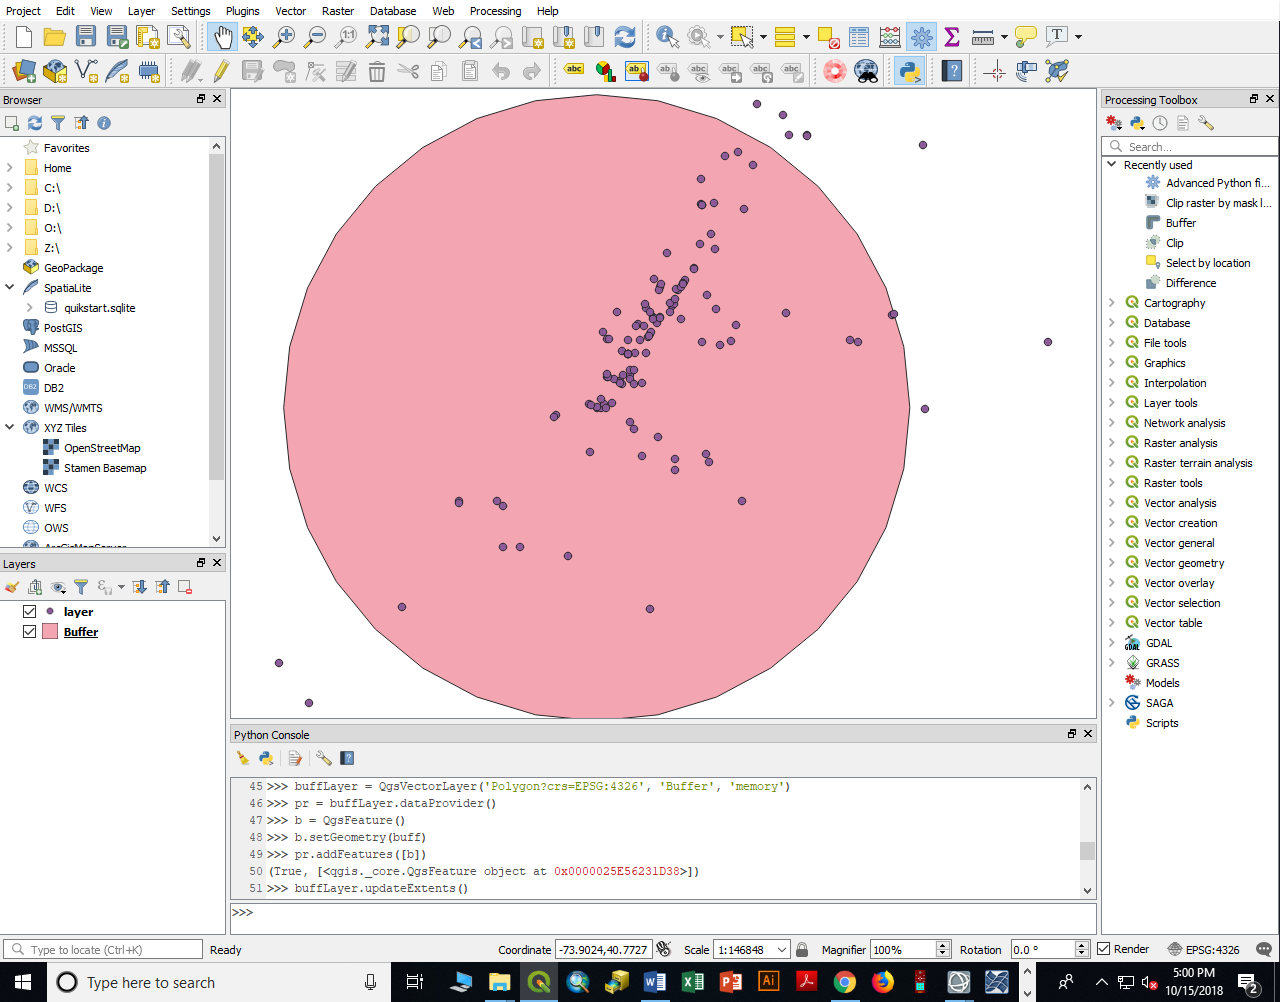 Project Edit View Layer Settings Plugins Vector Raster Database Web Processing Help
Browser
Favorites
Home
C:\
D:\
O:\
Z:\
GeoPackage
SpatiaLite
quikstart.sqlite
PostGIS
MSSQL
Oracle
DB2
WMS/WMTS
XYZ Tiles
OpenStreetMap
Stamen Basemap
WCS
WFS
OWS
ArcGisMapServer
Layers
layer
Buffer
Python Console
45 >>> buffLayer = QgsVectorLayer('Polygon?crs=EPSG:4326', 'Buffer', 'memory')
46 >>> pr = buffLayer.dataProvider()
47 >>> b = QgsFeature()
48 >>> b.setGeometry(buff)
49 >>> pr.addFeatures([b])
50 (True, [<qgis._core.QgsFeature object at 0x0000025E56231D38>])
51 >>> buffLayer.updateExtents()
>>>
Processing Toolbox
Search...
Recently used
Advanced Python fi...
Clip raster by mask l...
Buffer
Clip
Select by location
Difference
Cartography
Database
File tools
Graphics
Interpolation
Layer tools
Network analysis
Raster analysis
Raster terrain analysis
Raster tools
Vector analysis
Vector creation
Vector general
Vector geometry
Vector overlay
Vector selection
Vector table
GDAL
GRASS
Models
SAGA
Scripts
Type to locate (Ctrl+K) Ready Coordinate -73.9024,40.7727 Scale 1:146848 Magnifier 100% Rotation 0.0 ° Render EPSG:4326
Type here to search
5:00 PM
10/15/2018
2